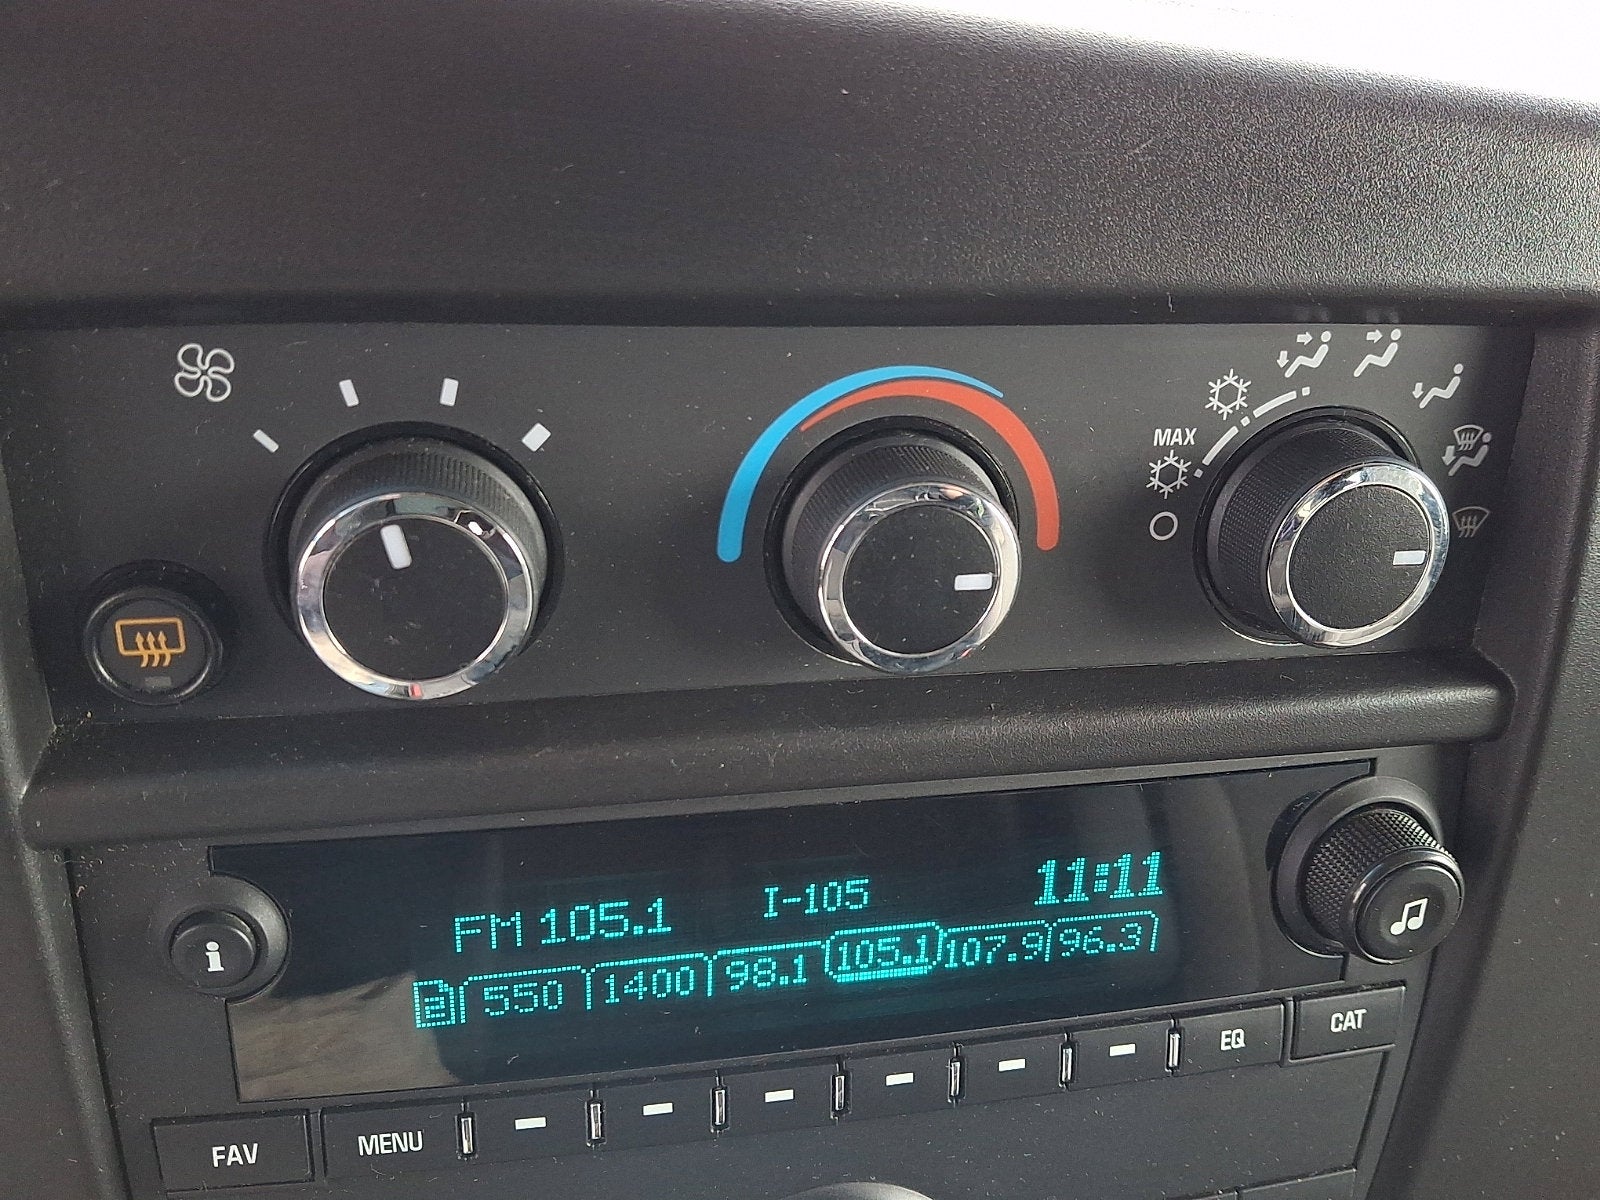 MAX
FM 105.1 I-105 11:11
2 550 1400 98.1 105.1 107.9 96.3
i
EQ CAT
FAV MENU